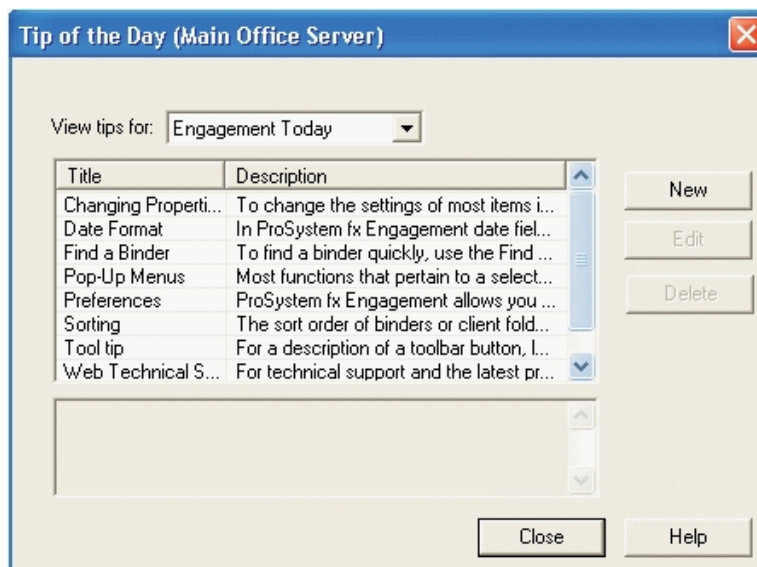 Tip of the Day (Main Office Server)
View tips for: Engagement Today
Title Description
Changing Properti... To change the settings of most items i...
Date Format In ProSystem fx Engagement date fiel...
Find a Binder To find a binder quickly, use the Find ...
Pop-Up Menus Most functions that pertain to a select...
Preferences ProSystem fx Engagement allows you ...
Sorting The sort order of binders or client fold...
Tool tip For a description of a toolbar button, l...
Web Technical S... For technical support and the latest pr...
New
Edit
Delete
Close Help